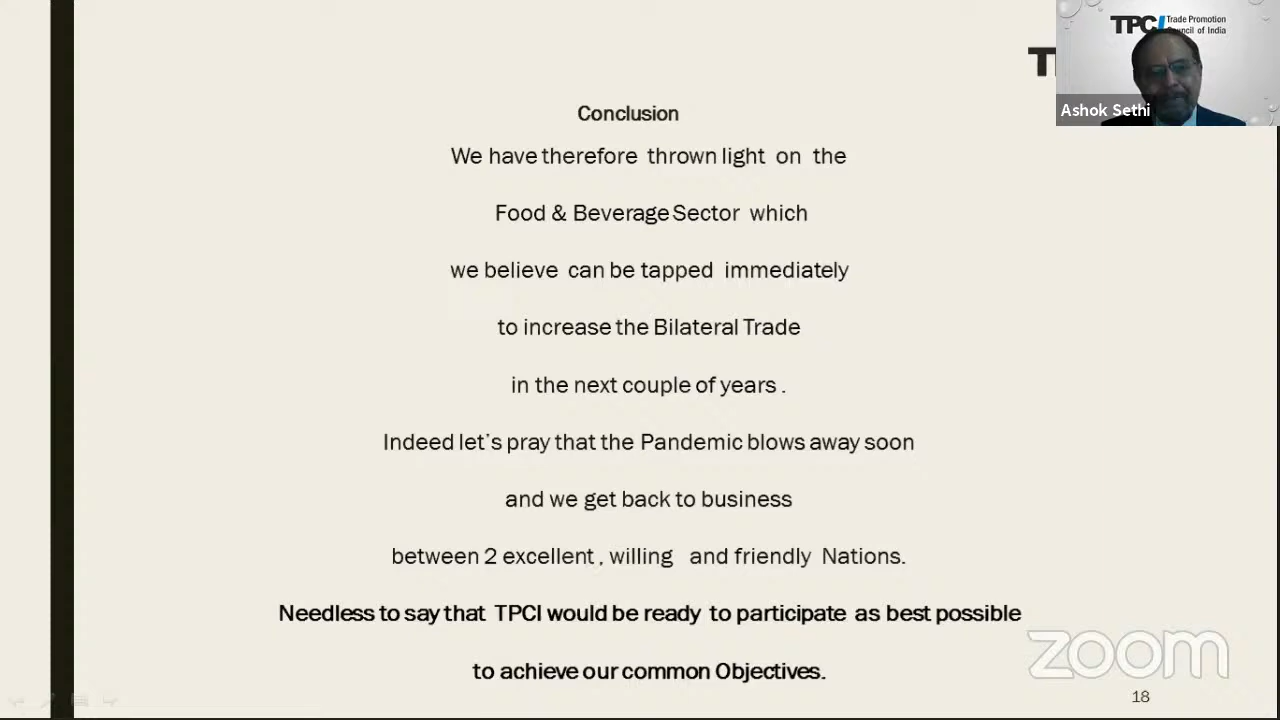 TPCI Trade Promotion
Council of India
Ashok Sethi
Conclusion
We have therefore thrown light on the
Food & Beverage Sector which
we believe can be tapped immediately
to increase the Bilateral Trade
in the next couple of years .
Indeed let’s pray that the Pandemic blows away soon
and we get back to business
between 2 excellent , willing and friendly Nations.
Needless to say that TPCI would be ready to participate as best possible
to achieve our common Objectives.
zoom
18